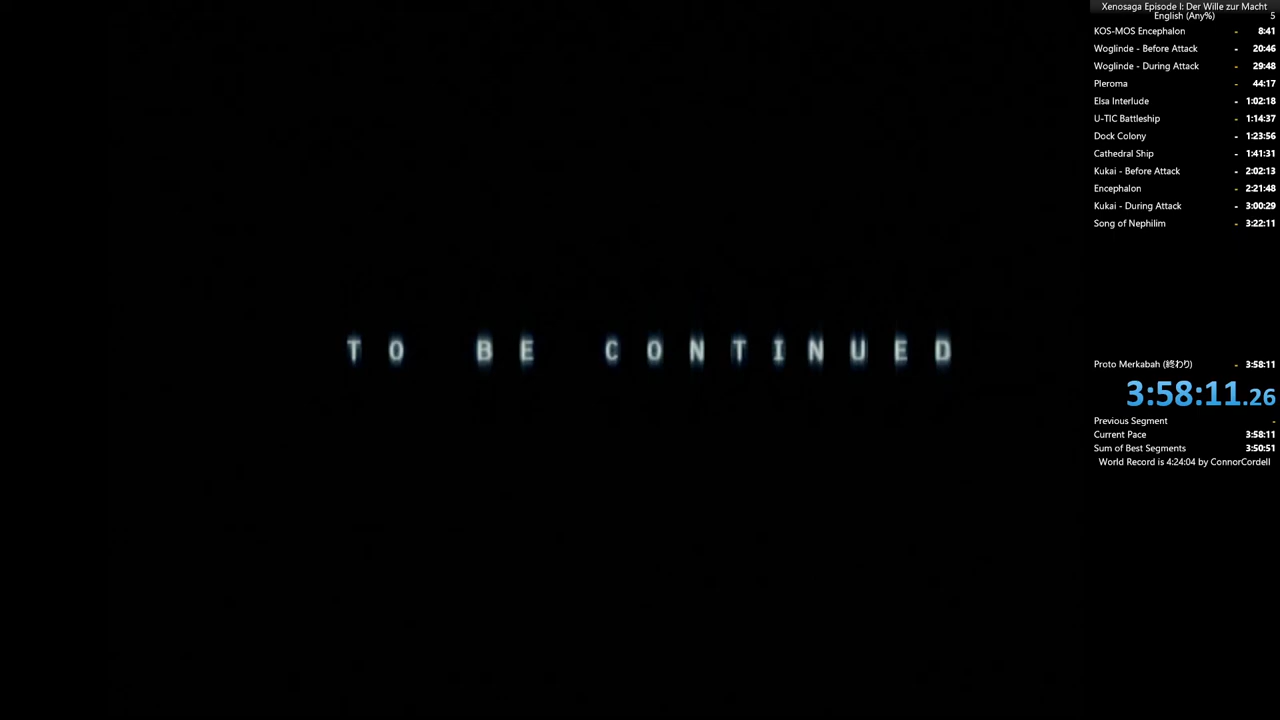 Xenosaga Episode I: Der Wille zur Macht
English (Any%) 5
KOS-MOS Encephalon - 8:41
Woglinde - Before Attack - 20:46
Woglinde - During Attack - 29:48
Pleroma - 44:17
Elsa Interlude - 1:02:18
U-TIC Battleship - 1:14:37
Dock Colony - 1:23:56
Cathedral Ship - 1:41:31
Kukai - Before Attack - 2:02:13
Encephalon - 2:21:48
Kukai - During Attack - 3:00:29
Song of Nephilim - 3:22:11
TO BE CONTINUED
Proto Merkabah (終わり) - 3:58:11
3:58:11.26
Previous Segment -
Current Pace 3:58:11
Sum of Best Segments 3:50:51
World Record is 4:24:04 by ConnorCordell